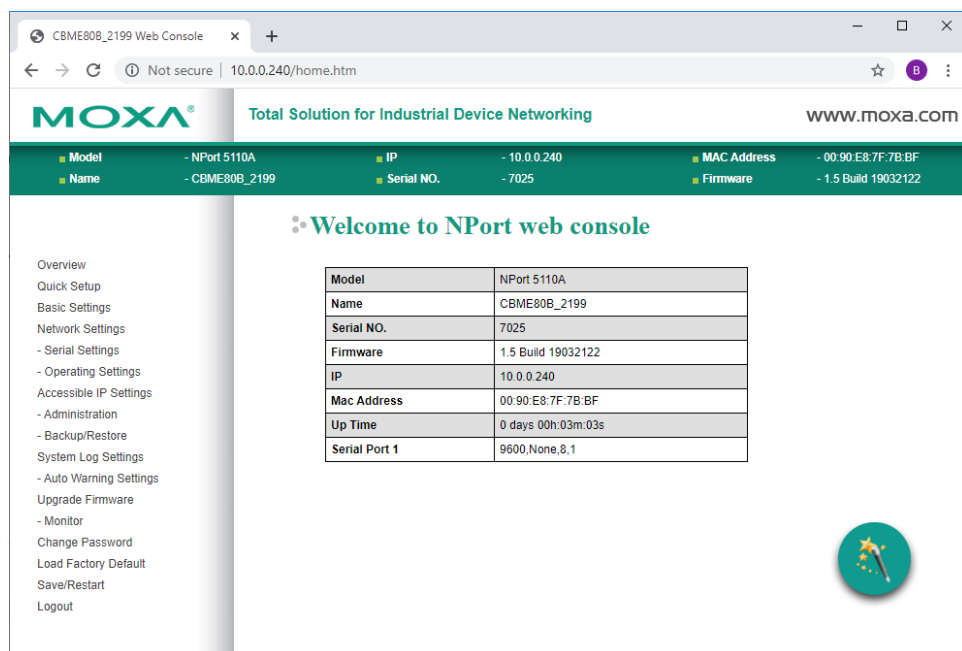 CBME80B_2199 Web Console
Not secure | 10.0.0.240/home.htm
B
MOXA®
Total Solution for Industrial Device Networking
www.moxa.com
Model - NPort 5110A IP - 10.0.0.240 MAC Address - 00:90:E8:7F:7B:BF
Name - CBME80B_2199 Serial NO. - 7025 Firmware - 1.5 Build 19032122
Welcome to NPort web console
Overview
Quick Setup
Basic Settings
Network Settings
- Serial Settings
- Operating Settings
Accessible IP Settings
- Administration
- Backup/Restore
System Log Settings
- Auto Warning Settings
Upgrade Firmware
- Monitor
Change Password
Load Factory Default
Save/Restart
Logout
Model NPort 5110A
Name CBME80B_2199
Serial NO. 7025
Firmware 1.5 Build 19032122
IP 10.0.0.240
Mac Address 00:90:E8:7F:7B:BF
Up Time 0 days 00h:03m:03s
Serial Port 1 9600,None,8,1